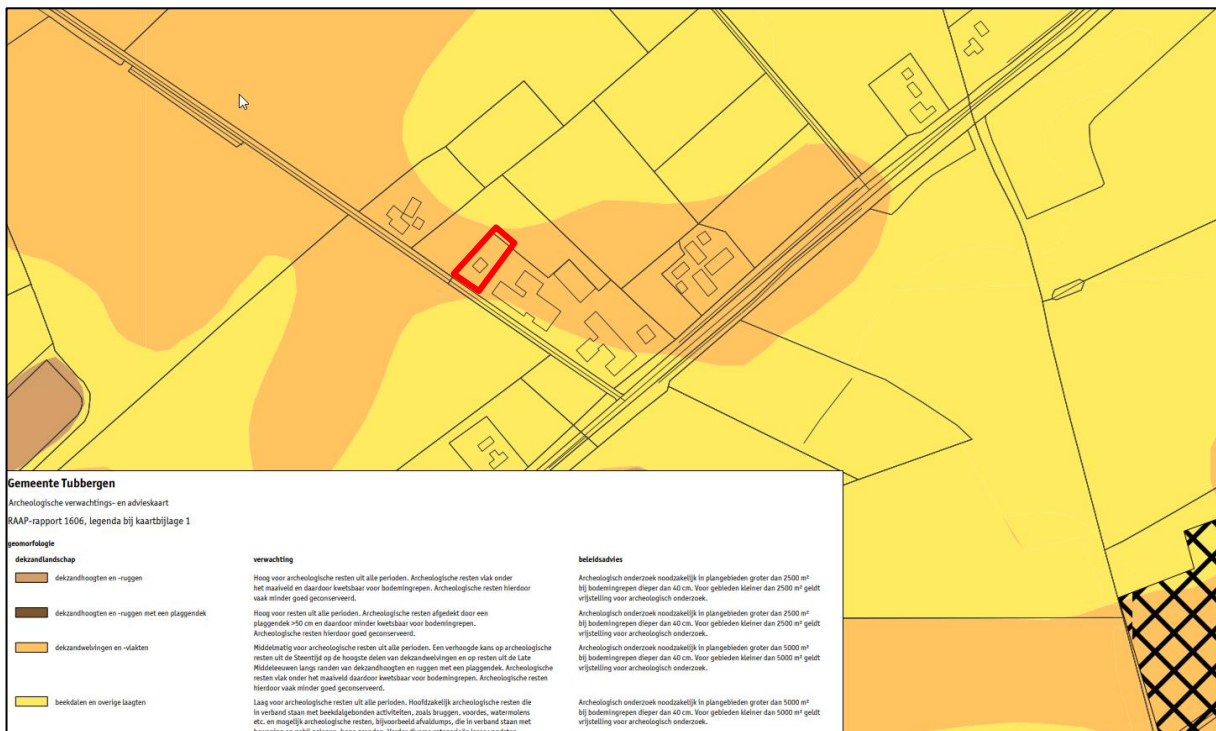 Gemeente Tubbergen
Archeologische verwachtings- en advieskaart
RAAP-rapport 1606, legenda bij kaartbijlage 1
geomorfologie
dekzandlandschap
verwachting
beleidsadvies
dekzandhoogten en -ruggen
Hoog voor archeologische resten uit alle perioden. Archeologische resten vlak onder
het maaiveld en daardoor kwetsbaar voor bodemingrepen. Archeologische resten hierdoor
vaak minder goed geconserveerd.
Archeologisch onderzoek noodzakelijk in plangebieden groter dan 2500 m²
bij bodemingrepen dieper dan 40 cm. Voor gebieden kleiner dan 2500 m² geldt
vrijstelling voor archeologisch onderzoek.
dekzandhoogten en -ruggen met een plaggendek
Hoog voor resten uit alle perioden. Archeologische resten afgedekt door een
plaggendek >50 cm en daardoor minder kwetsbaar voor bodemingrepen.
Archeologische resten hierdoor goed geconserveerd.
Archeologisch onderzoek noodzakelijk in plangebieden groter dan 2500 m²
bij bodemingrepen dieper dan 40 cm. Voor gebieden kleiner dan 2500 m² geldt
vrijstelling voor archeologisch onderzoek.
dekzandwelvingen en -vlakten
Middelmatig voor archeologische resten uit alle perioden. Een verhoogde kans op archeologische
resten uit de Steentijd op de hoogste delen van dekzandwelvingen en op resten uit de Late
Middeleeuwen langs randen van dekzandhoogten en ruggen met een plaggendek. Archeologische
resten vlak onder het maaiveld daardoor kwetsbaar voor bodemingrepen. Archeologische resten
hierdoor vaak minder goed geconserveerd.
Archeologisch onderzoek noodzakelijk in plangebieden groter dan 5000 m²
bij bodemingrepen dieper dan 40 cm. Voor gebieden kleiner dan 5000 m² geldt
vrijstelling voor archeologisch onderzoek.
beekdalen en overige laagten
Laag voor archeologische resten uit alle perioden. Hoofdzakelijk archeologische resten die
in verband staan met beekdalgebonden activiteiten, zoals bruggen, voordes, watermolens
etc. en mogelijk archeologische resten, bijvoorbeeld afvaldumps, die in verband staan met
Archeologisch onderzoek noodzakelijk in plangebieden groter dan 5000 m²
bij bodemingrepen dieper dan 40 cm. Voor gebieden kleiner dan 5000 m² geldt
vrijstelling voor archeologisch onderzoek.